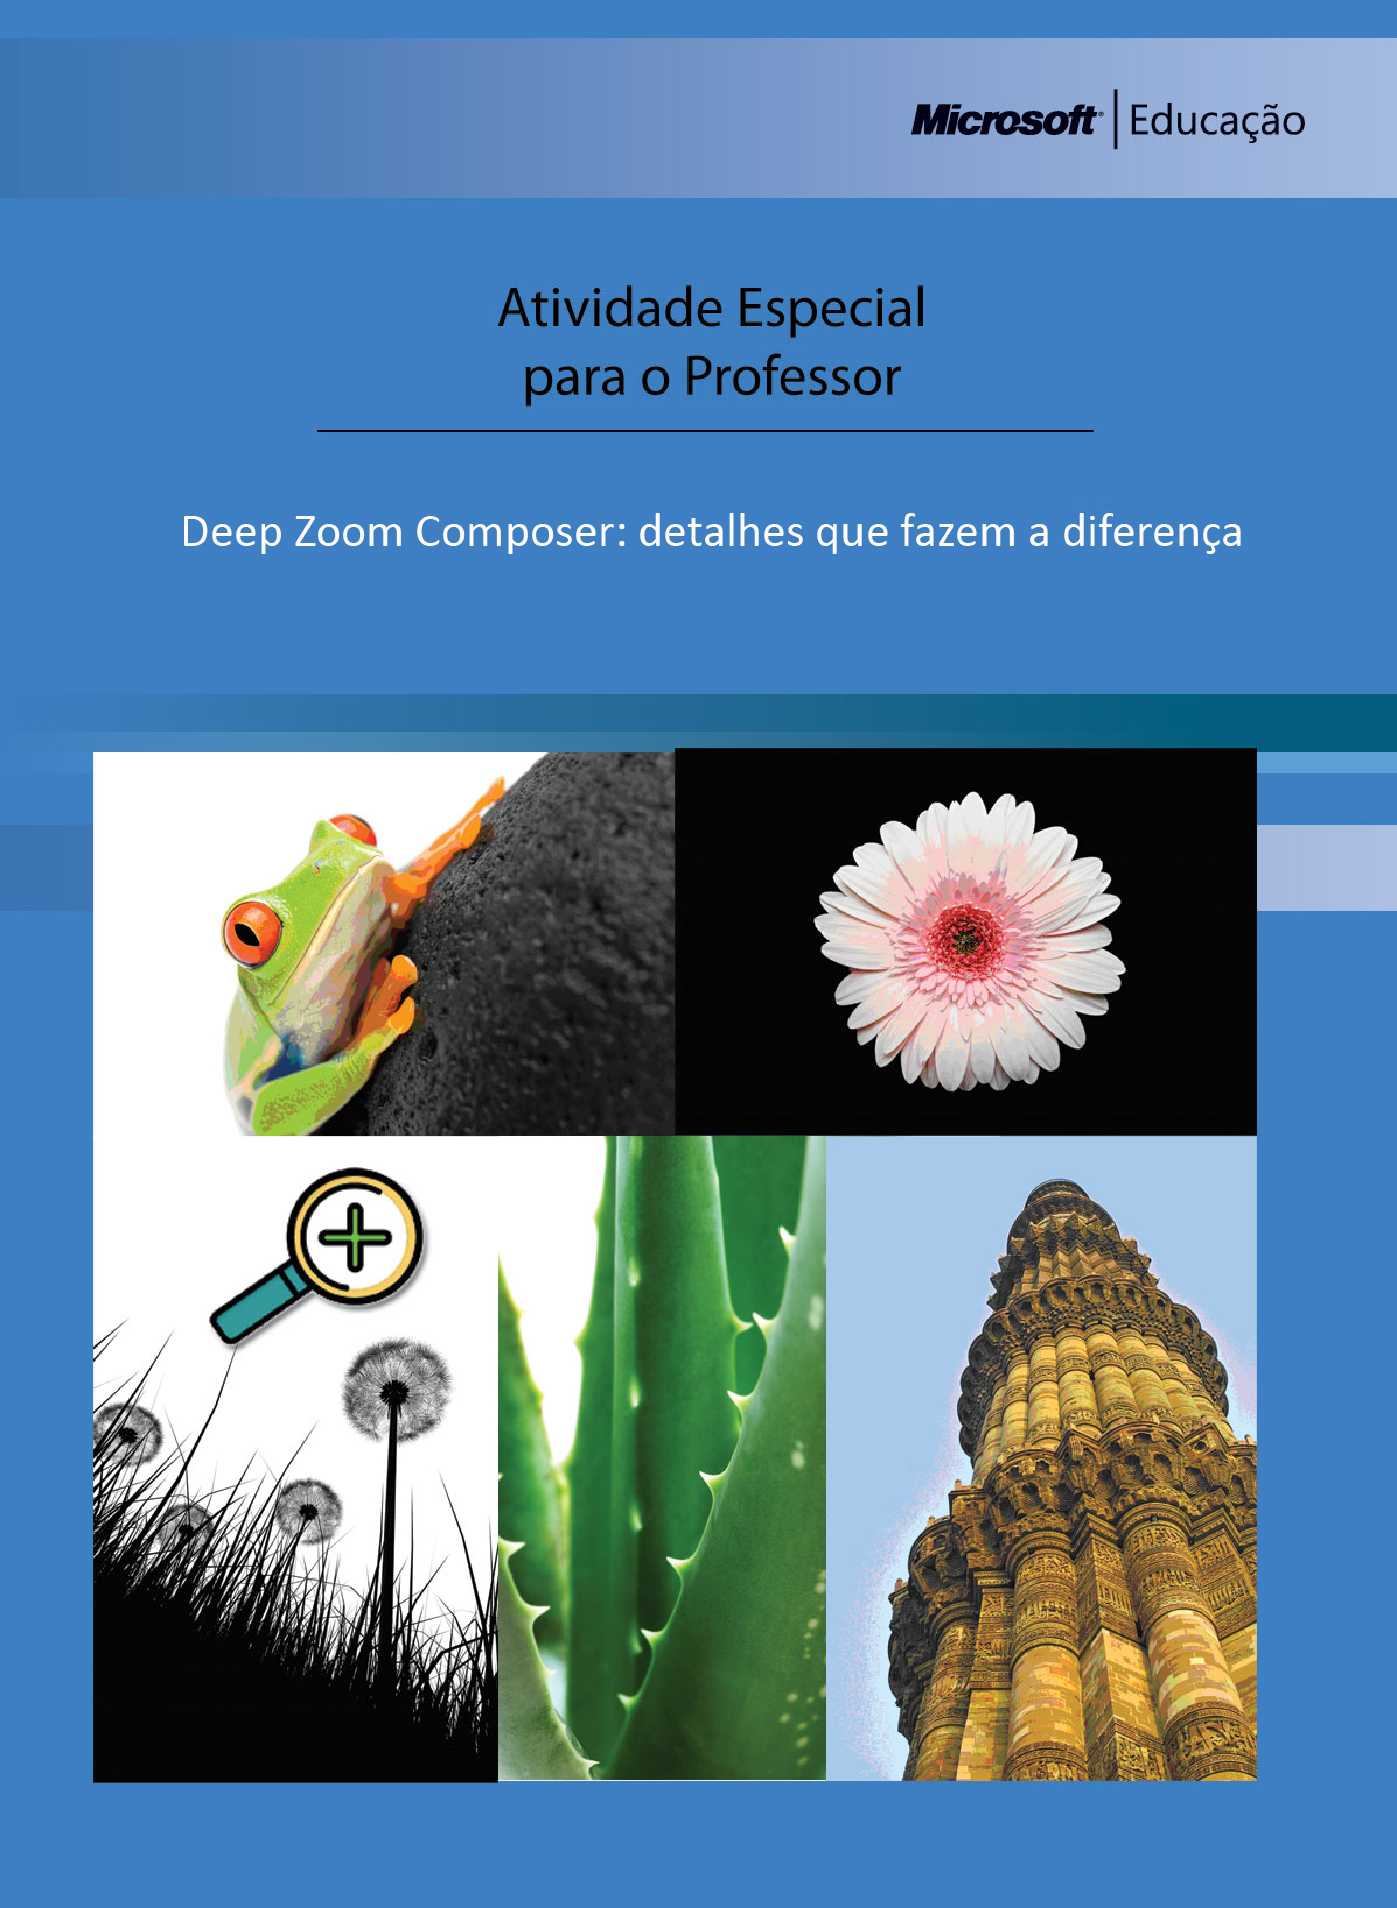 Microsoft® | Educação
Atividade Especial
para o Professor
Deep Zoom Composer: detalhes que fazem a diferença